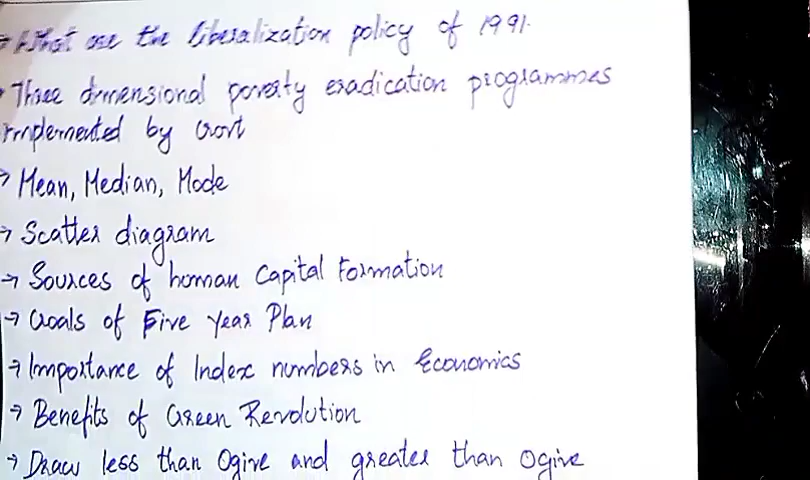 → What are the liberalization policy of 1991.
→ Three dimensional poverty eradication programmes
implemented by Govt
→ Mean, Median, Mode
→ Scatter diagram
→ Sources of human Capital Formation
→ Goals of Five Year Plan
→ Importance of Index numbers in Economics
→ Benefits of Green Revolution
→ Draw less than Ogive and greater than Ogive